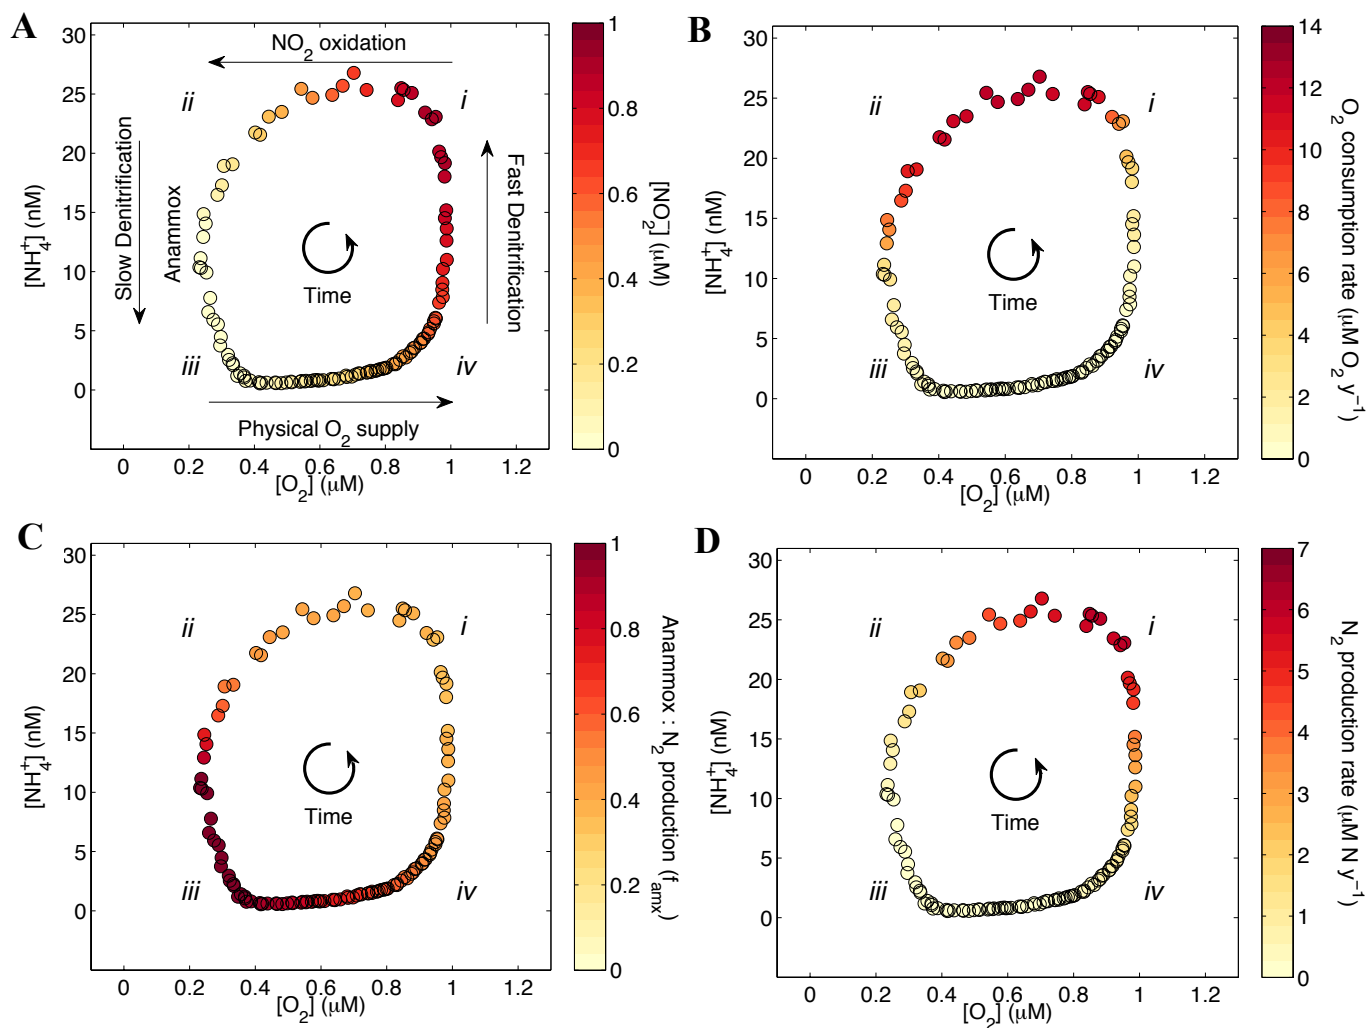 A
NO2 oxidation
ii
i
Slow Denitrification
Anammox
Fast Denitrification
Time
iii
iv
Physical O2 supply
30
25
20
15
10
5
0
[NH4+] (nM)
0 0.2 0.4 0.6 0.8 1 1.2
[O2] (μM)
1
0.8
0.6
0.4
0.2
0
[NO2−] (μM)
B
ii
i
Time
iii
iv
30
25
20
15
10
5
0
[NH4+] (nM)
0 0.2 0.4 0.6 0.8 1 1.2
[O2] (μM)
14
12
10
8
6
4
2
0
O2 consumption rate (μM O2 y−1)
C
ii
i
Time
iii
iv
30
25
20
15
10
5
0
[NH4+] (nM)
0 0.2 0.4 0.6 0.8 1 1.2
[O2] (μM)
1
0.8
0.6
0.4
0.2
0
Anammox : N2 production (famx)
D
ii
i
Time
iii
iv
30
25
20
15
10
5
0
[NH4+] (nM)
0 0.2 0.4 0.6 0.8 1 1.2
[O2] (μM)
7
6
5
4
3
2
1
0
N2 production rate (μM N y−1)